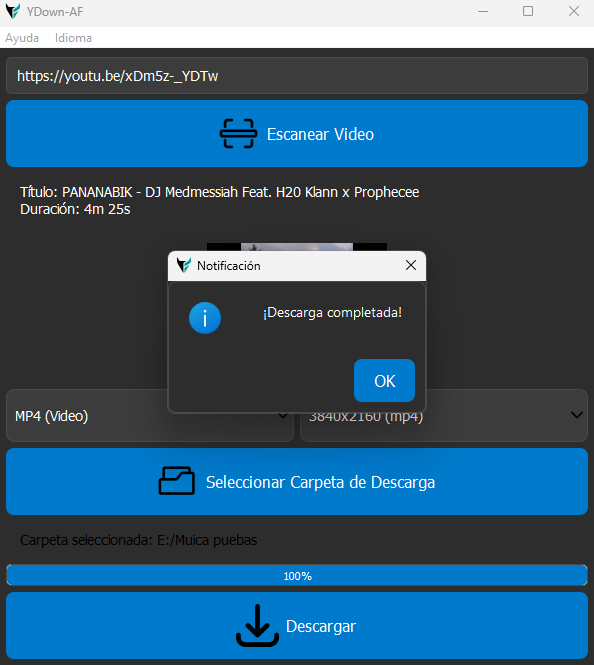 YDown-AF
Ayuda Idioma
https://youtu.be/xDm5z-_YDTw
Escanear Video
Título: PANANABIK - DJ Medmessiah Feat. H20 Klann x Prophecee
Duración: 4m 25s
Notificación
¡Descarga completada!
OK
MP4 (Video) 3840x2160 (mp4)
Seleccionar Carpeta de Descarga
Carpeta seleccionada: E:/Muica puebas
100%
Descargar